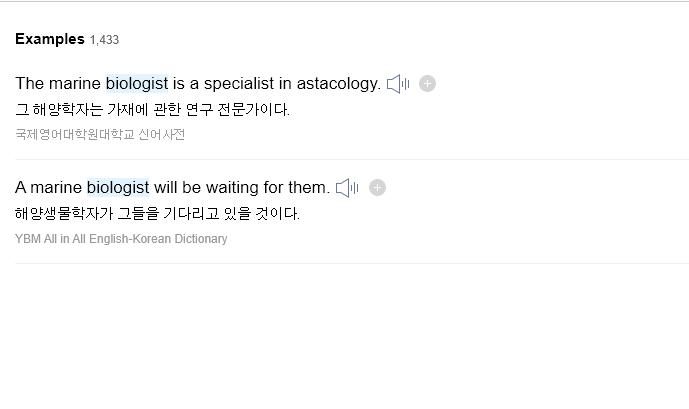 Examples 1,433
The marine biologist is a specialist in astacology.
그 해양학자는 가재에 관한 연구 전문가이다.
국제영어대학원대학교 신어사전
A marine biologist will be waiting for them.
해양생물학자가 그들을 기다리고 있을 것이다.
YBM All in All English-Korean Dictionary